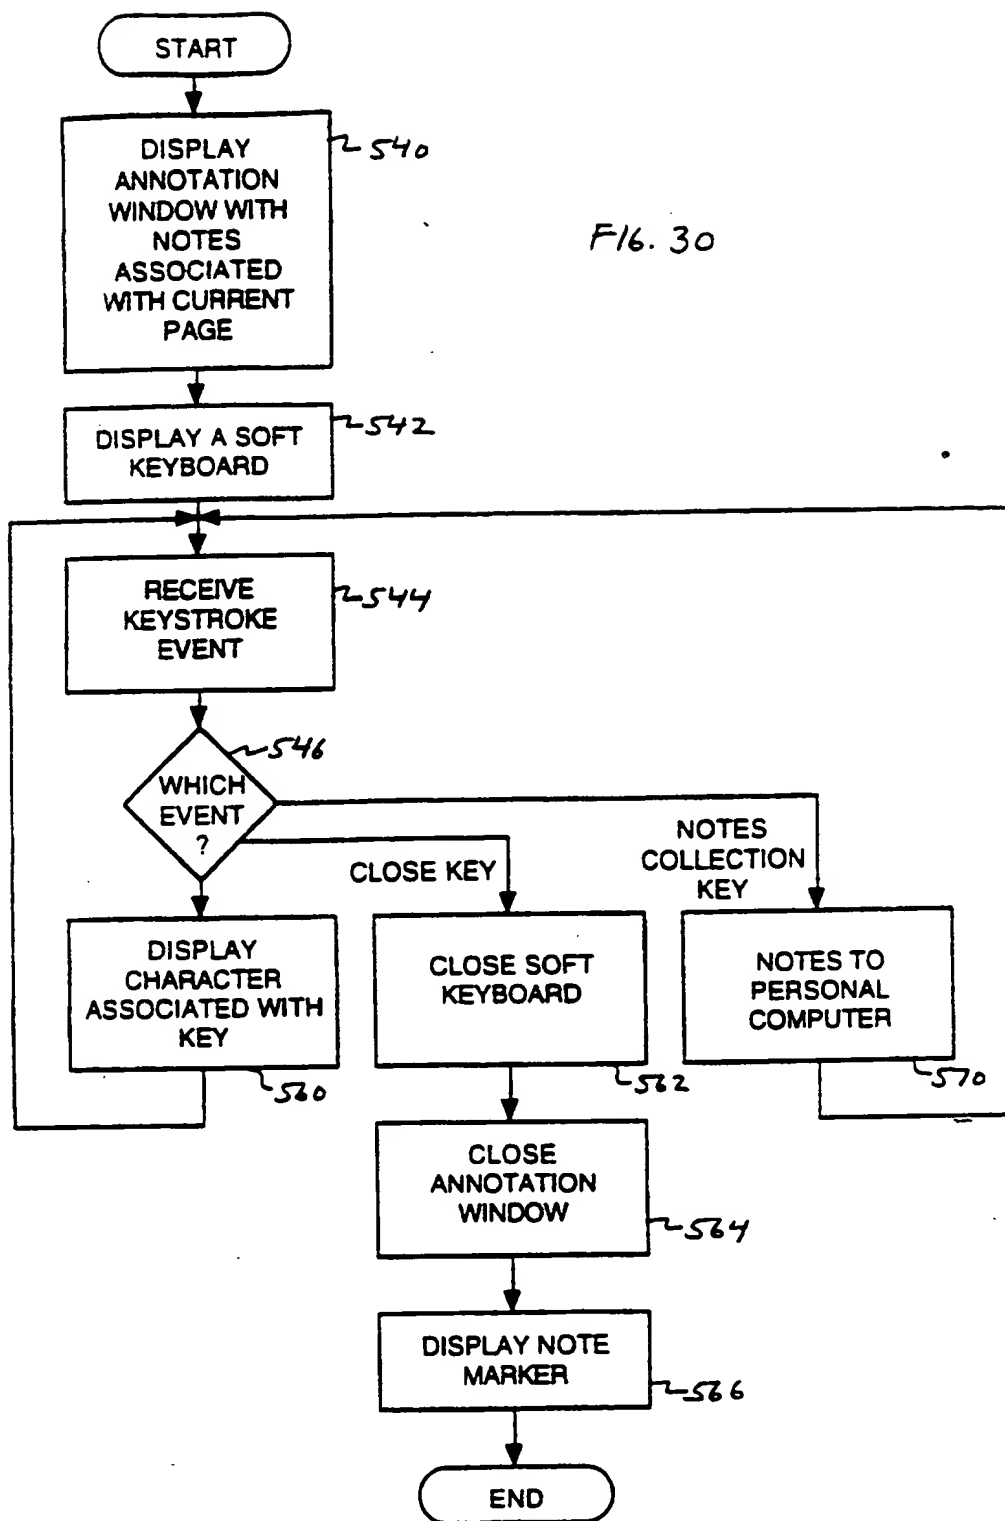 START
DISPLAY
ANNOTATION
WINDOW WITH
NOTES
ASSOCIATED
WITH CURRENT
PAGE
540
FIG. 30
DISPLAY A SOFT
KEYBOARD
542
RECEIVE
KEYSTROKE
EVENT
544
WHICH
EVENT
?
546
CLOSE KEY
NOTES
COLLECTION
KEY
DISPLAY
CHARACTER
ASSOCIATED WITH
KEY
560
CLOSE SOFT
KEYBOARD
562
NOTES TO
PERSONAL
COMPUTER
570
CLOSE
ANNOTATION
WINDOW
564
DISPLAY NOTE
MARKER
566
END